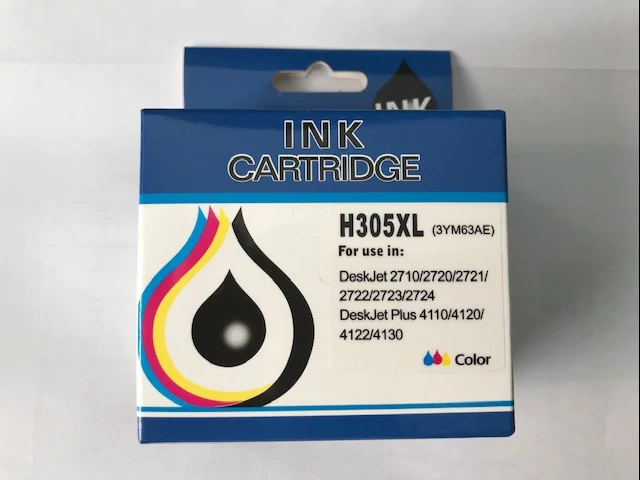 INK
INK
CARTRIDGE
H305XL (3YM63AE)
For use in:
DeskJet 2710/2720/2721/
2722/2723/2724
DeskJet Plus 4110/4120/
4122/4130
Color